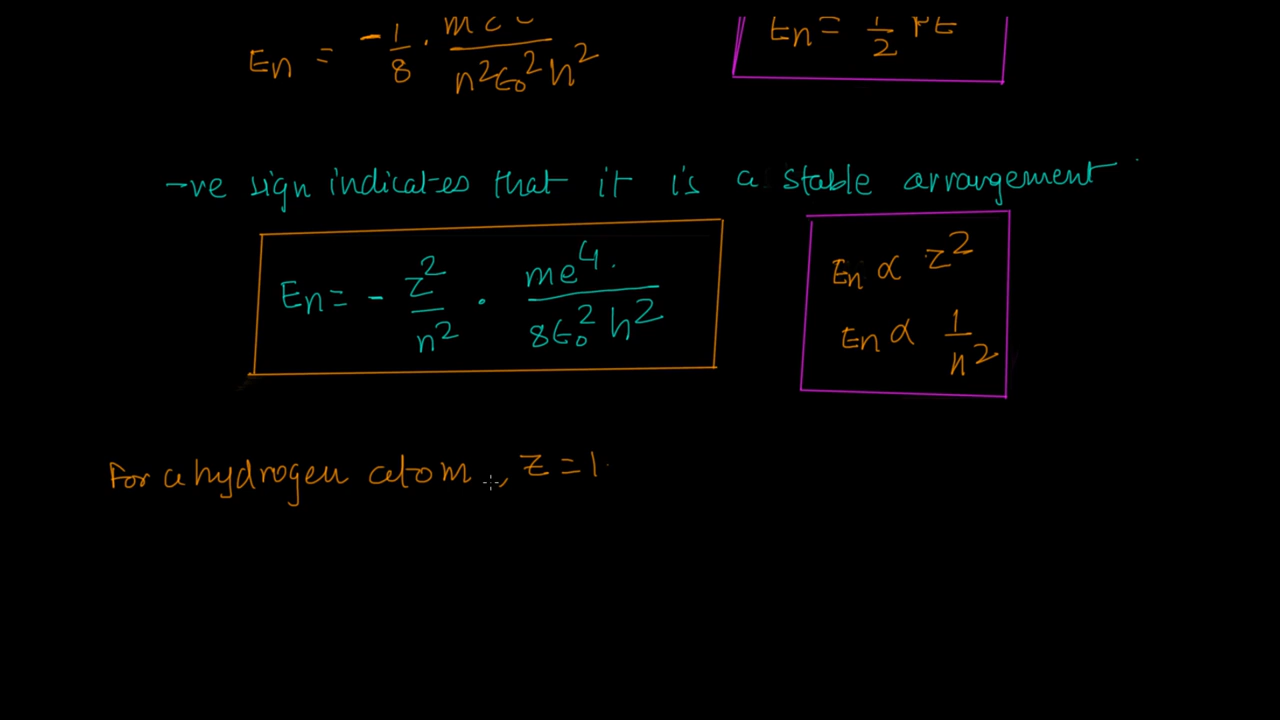 En = -1/8 . me / n²ε₀²h²
En = 1/2 PE
-ve sign indicates that it is a stable arrangement
En = - z²/n² . me⁴. / 8ε₀²h²
En ∝ z²
En ∝ 1/n²
For a hydrogen atom, z = 1.